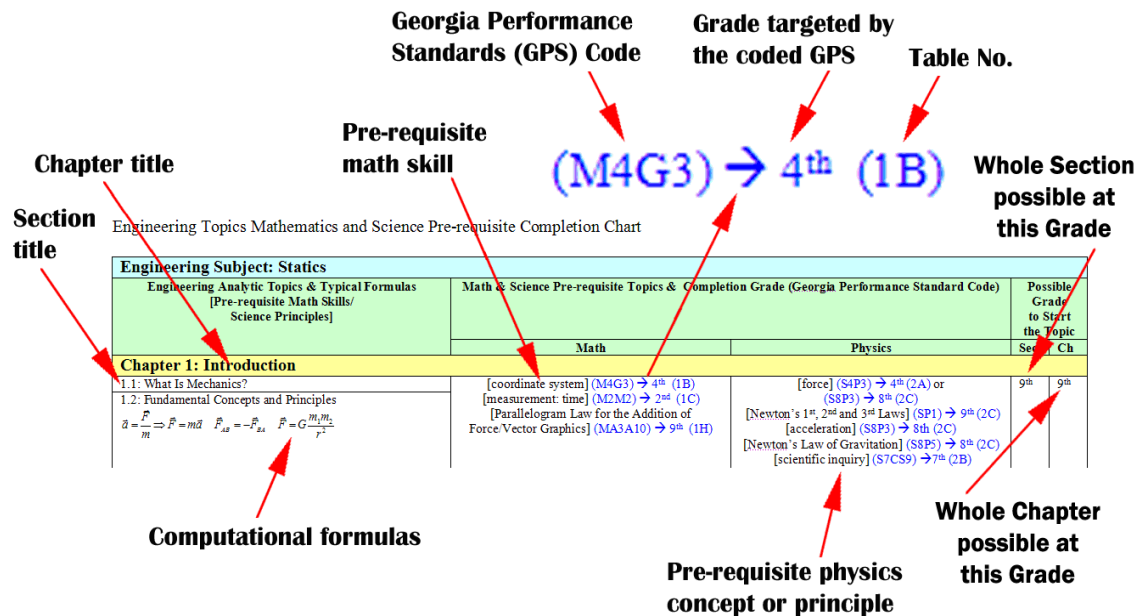 Georgia Performance
Standards (GPS) Code
Grade targeted by
the coded GPS
Table No.
Pre-requisite
math skill
Chapter title
(M4G3) → 4th (1B)
Whole Section
possible at
this Grade
Section
title
Engineering Topics Mathematics and Science Pre-requisite Completion Chart
Engineering Subject: Statics
Engineering Analytic Topics & Typical Formulas
[Pre-requisite Math Skills/
Science Principles]
Math & Science Pre-requisite Topics & Completion Grade (Georgia Performance Standard Code)
Possible
Grade
to Start
the Topic
Math
Physics
Sec
Ch
Chapter 1: Introduction
1.1: What Is Mechanics?
1.2: Fundamental Concepts and Principles
a⃗ = F⃗/m ⇒ F⃗ = ma⃗ F⃗AB = −F⃗BA F⃗ = G m1m2/r²
[coordinate system] (M4G3) → 4th (1B)
[measurement: time] (M2M2) → 2nd (1C)
[Parallelogram Law for the Addition of
Force/Vector Graphics] (MA3A10) → 9th (1H)
[force] (S4P3) → 4th (2A) or
(S8P3) → 8th (2C)
[Newton's 1st, 2nd and 3rd Laws] (SP1) → 9th (2C)
[acceleration] (S8P3) → 8th (2C)
[Newton's Law of Gravitation] (S8P5) → 8th (2C)
[scientific inquiry] (S7CS9) →7th (2B)
9th
9th
Computational formulas
Pre-requisite physics
concept or principle
Whole Chapter
possible at
this Grade